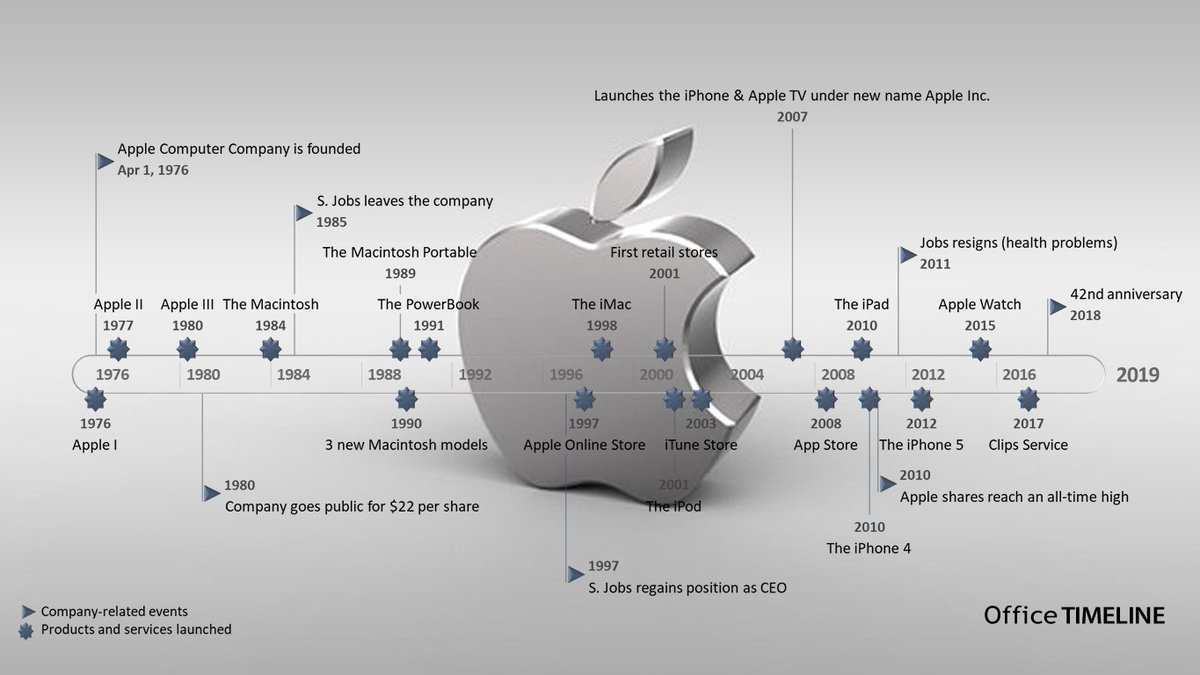 Launches the iPhone & Apple TV under new name Apple Inc.
2007
Apple Computer Company is founded
Apr 1, 1976
S. Jobs leaves the company
1985
The Macintosh Portable
1989
First retail stores
2001
Jobs resigns (health problems)
2011
42nd anniversary
2018
Apple II
1977
Apple III
1980
The Macintosh
1984
The PowerBook
1991
The iMac
1998
The iPad
2010
Apple Watch
2015
1976 1980 1984 1988 1992 1996 2000 2004 2008 2012 2016 2019
1976
Apple I
1990
3 new Macintosh models
1997
Apple Online Store
2003
iTune Store
2008
App Store
2012
The iPhone 5
2017
Clips Service
1980
Company goes public for $22 per share
2001
The iPod
2010
Apple shares reach an all-time high
2010
The iPhone 4
1997
S. Jobs regains position as CEO
Company-related events
Products and services launched
Office TIMELINE